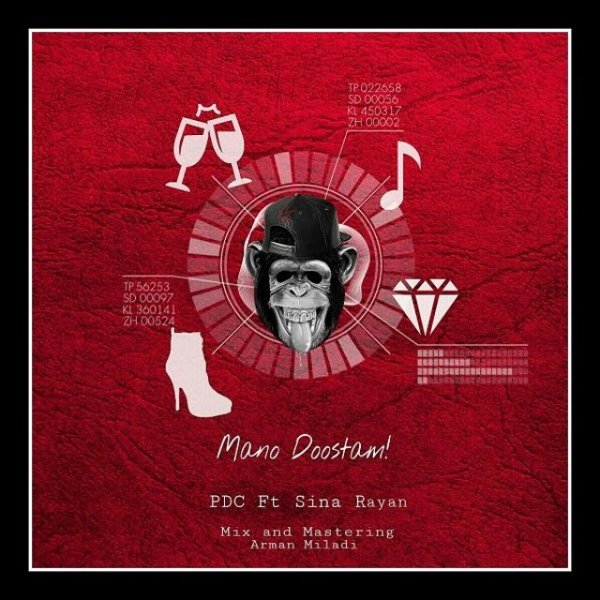 TP 022658
SD 00056
KL 450317
ZH 00002
TP 56253
SD 00097
KL 360141
ZH 00524
Mano Doostam!
PDC Ft Sina Rayan
Mix and Mastering
Arman Miladi